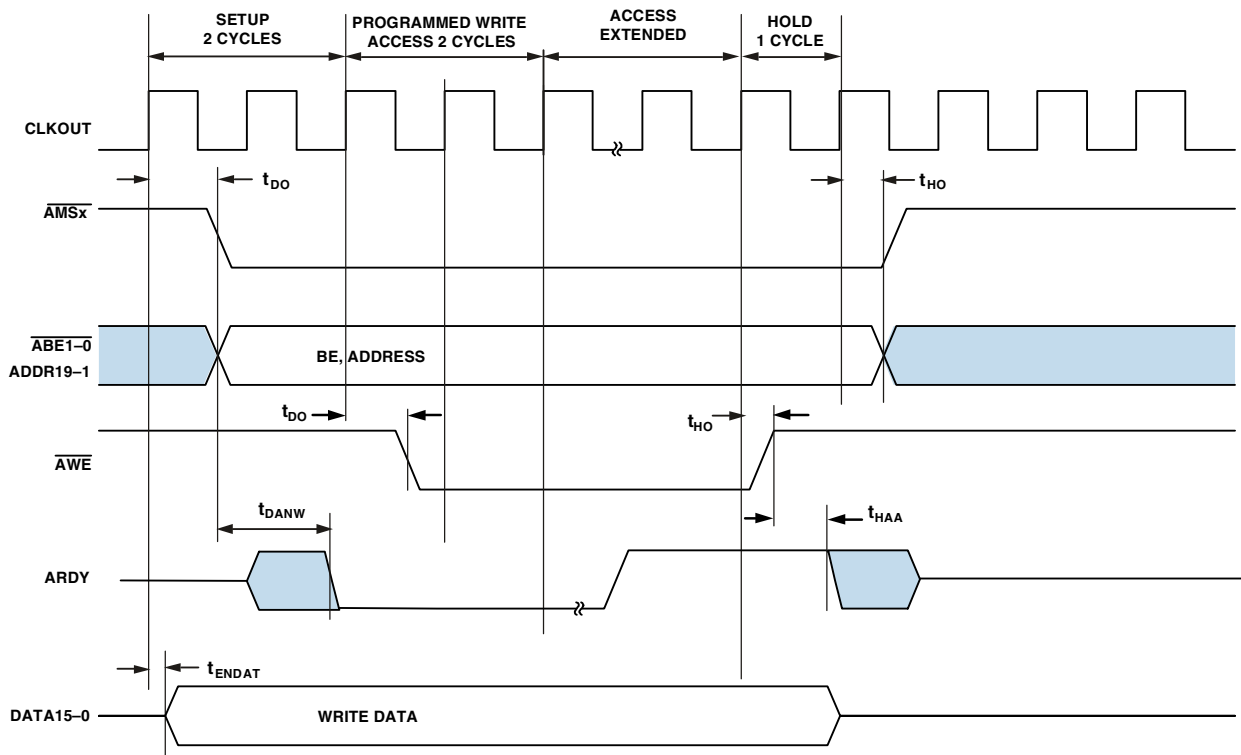 SETUP
2 CYCLES
PROGRAMMED WRITE
ACCESS 2 CYCLES
ACCESS
EXTENDED
HOLD
1 CYCLE
CLKOUT
tDO
tHO
AMSx
ABE1–0
ADDR19–1
BE, ADDRESS
tDO
tHO
AWE
tDANW
tHAA
ARDY
tENDAT
DATA15–0
WRITE DATA